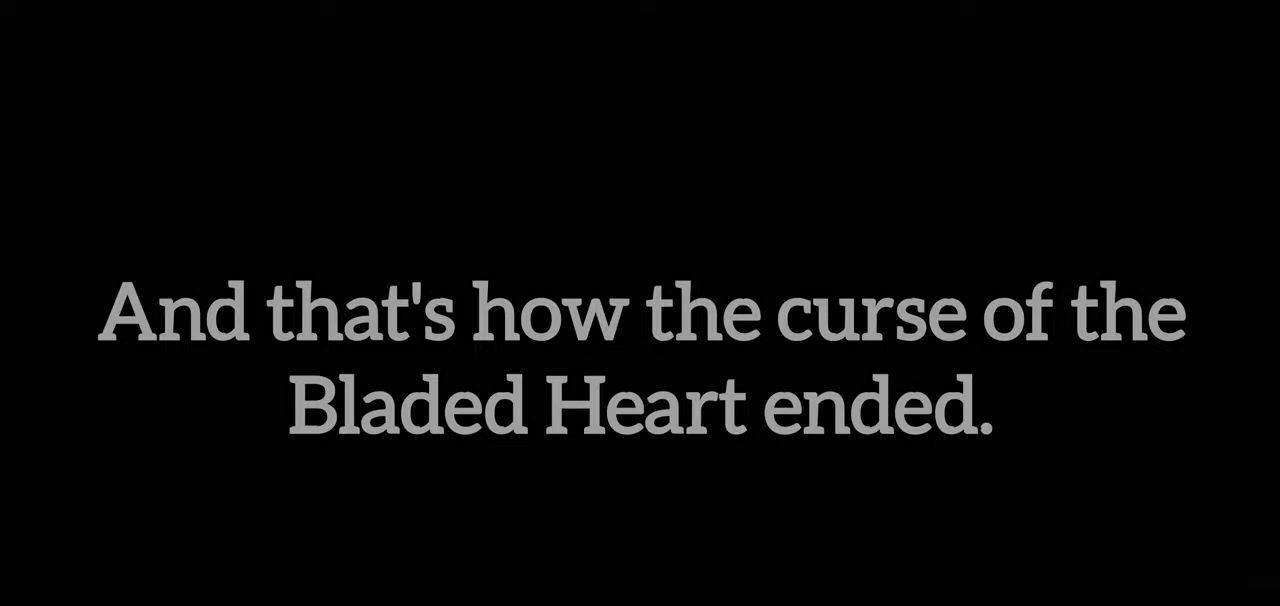 And that's how the curse of the
Bladed Heart ended.